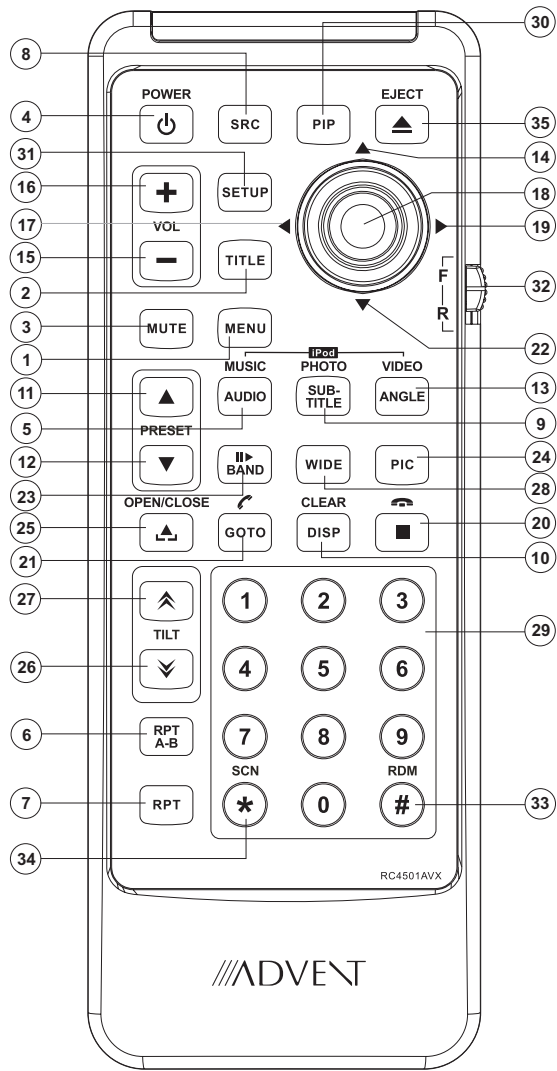 30
8
POWER
EJECT
4
SRC
PIP
35
31
14
16
SETUP
18
17
VOL
19
15
TITLE
F
32
2
R
3
MUTE
MENU
22
1
iPod
MUSIC PHOTO VIDEO
11
AUDIO
SUB-
TITLE
ANGLE
13
5
PRESET
9
12
BAND
WIDE
PIC
24
23
28
OPEN/CLOSE
CLEAR
25
GOTO
DISP
20
21
10
27
1 2 3
29
TILT
26
4 5 6
6
RPT
A-B
7 8 9
SCN
RDM
7
RPT
* 0 #
33
34
RC4501AVX
ADVENT